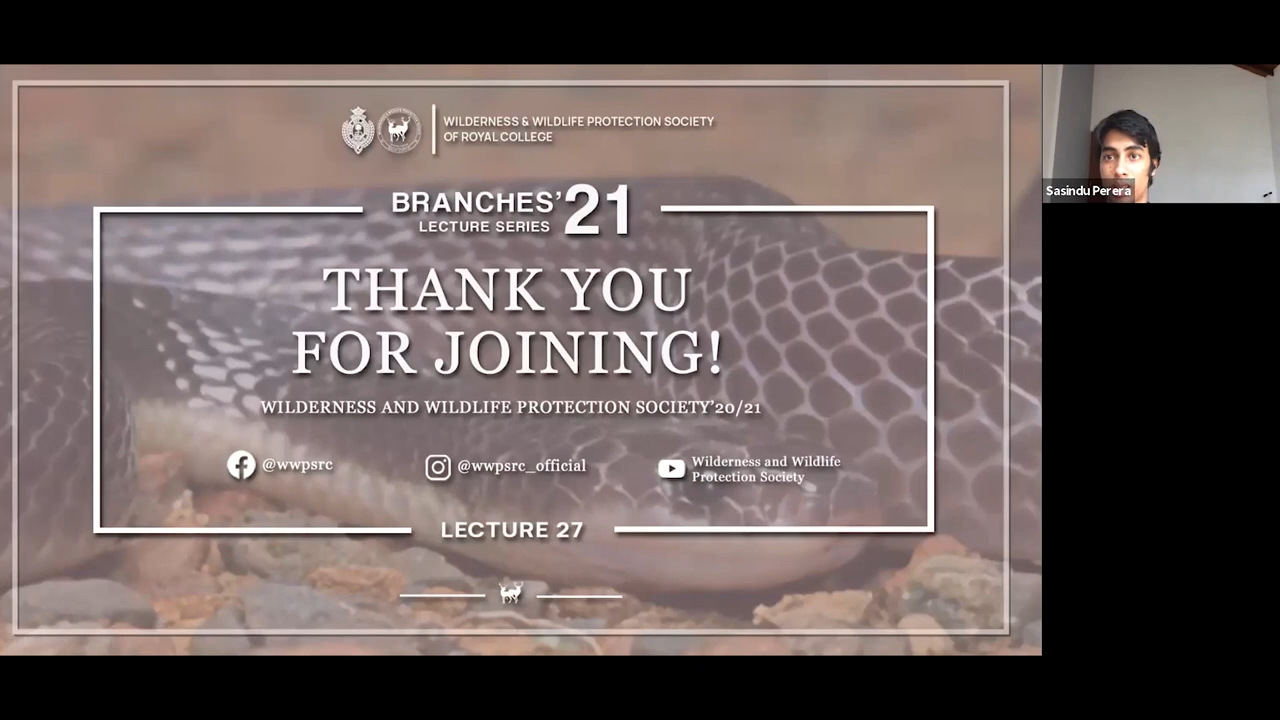 WILDERNESS & WILDLIFE PROTECTION SOCIETY
OF ROYAL COLLEGE
BRANCHES'21
LECTURE SERIES
THANK YOU
FOR JOINING!
WILDERNESS AND WILDLIFE PROTECTION SOCIETY'20/21
@wwpsrc
@wwpsrc_official
Wilderness and Wildlife
Protection Society
LECTURE 27
Sasindu Perera